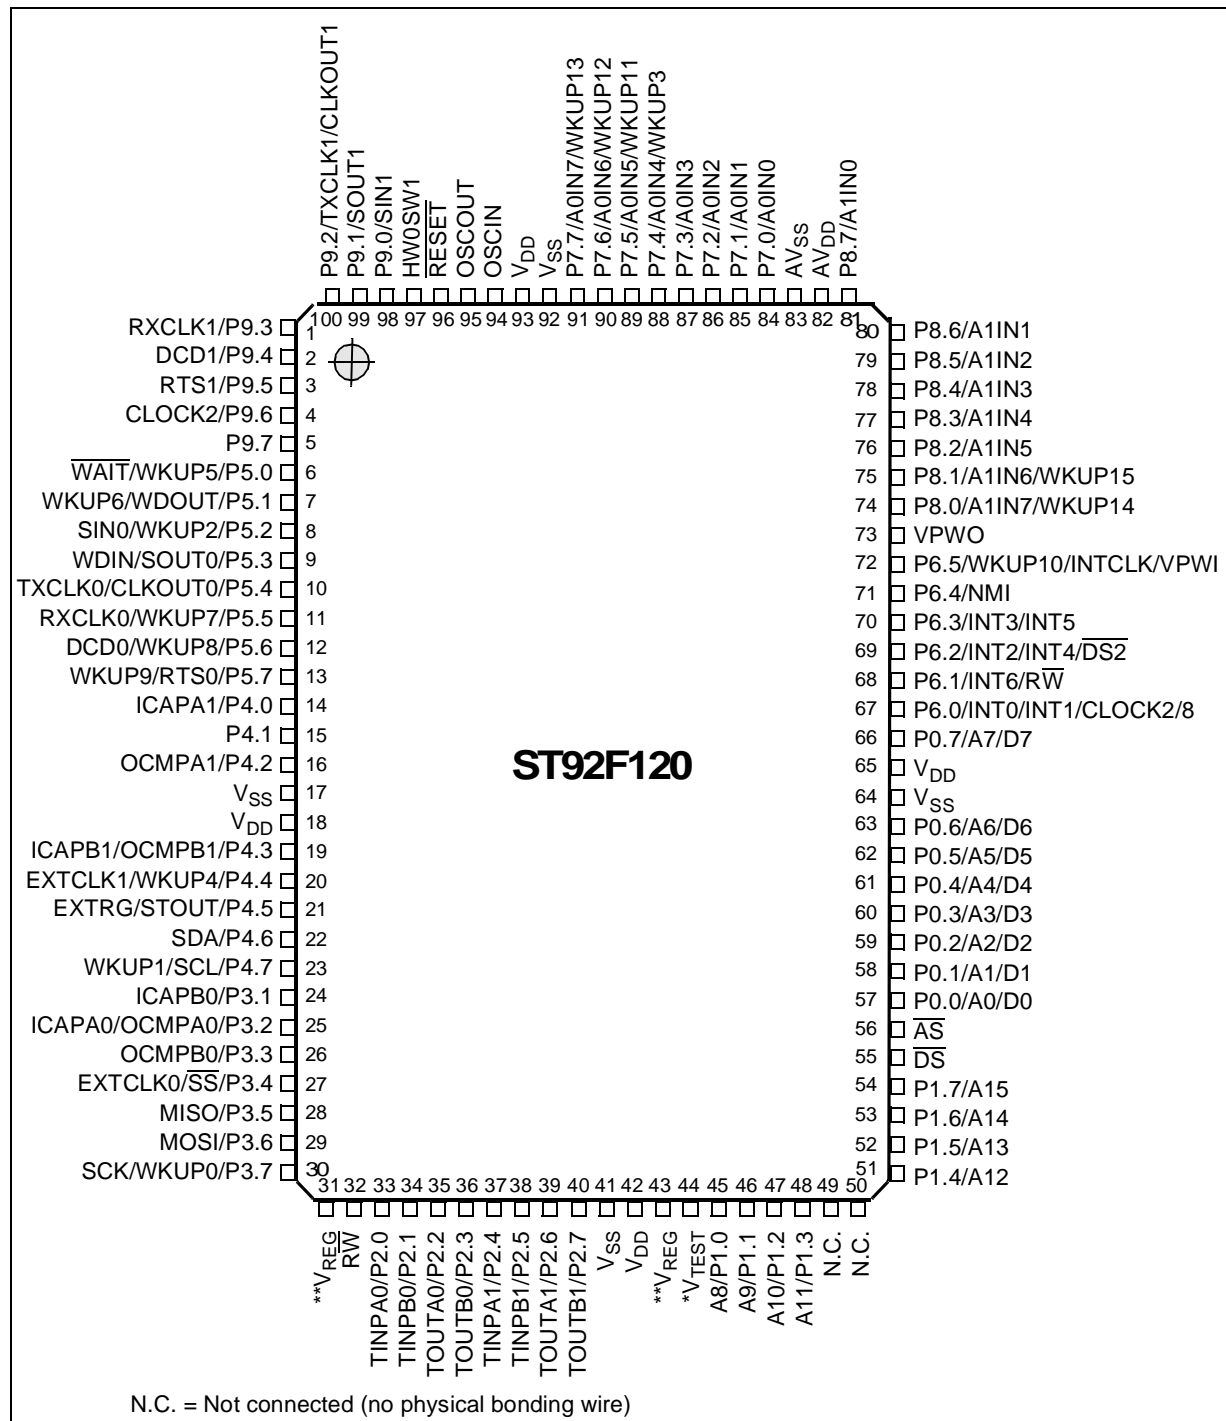 P9.2/TXCLK1/CLKOUT1
P9.1/SOUT1
P9.0/SIN1
HW0SW1
RESET
OSCOUT
OSCIN
VDD
VSS
P7.7/A0IN7/WKUP13
P7.6/A0IN6/WKUP12
P7.5/A0IN5/WKUP11
P7.4/A0IN4/WKUP3
P7.3/A0IN3
P7.2/A0IN2
P7.1/A0IN1
P7.0/A0IN0
AVSS
AVDD
P8.7/A1IN0
100 99 98 97 96 95 94 93 92 91 90 89 88 87 86 85 84 83 82 81
RXCLK1/P9.3 1
DCD1/P9.4 2
RTS1/P9.5 3
CLOCK2/P9.6 4
P9.7 5
WAIT/WKUP5/P5.0 6
WKUP6/WDOUT/P5.1 7
SIN0/WKUP2/P5.2 8
WDIN/SOUT0/P5.3 9
TXCLK0/CLKOUT0/P5.4 10
RXCLK0/WKUP7/P5.5 11
DCD0/WKUP8/P5.6 12
WKUP9/RTS0/P5.7 13
ICAPA1/P4.0 14
P4.1 15
OCMPA1/P4.2 16
VSS 17
VDD 18
ICAPB1/OCMPB1/P4.3 19
EXTCLK1/WKUP4/P4.4 20
EXTRG/STOUT/P4.5 21
SDA/P4.6 22
WKUP1/SCL/P4.7 23
ICAPB0/P3.1 24
ICAPA0/OCMPA0/P3.2 25
OCMPB0/P3.3 26
EXTCLK0/SS/P3.4 27
MISO/P3.5 28
MOSI/P3.6 29
SCK/WKUP0/P3.7 30
ST92F120
80 P8.6/A1IN1
79 P8.5/A1IN2
78 P8.4/A1IN3
77 P8.3/A1IN4
76 P8.2/A1IN5
75 P8.1/A1IN6/WKUP15
74 P8.0/A1IN7/WKUP14
73 VPWO
72 P6.5/WKUP10/INTCLK/VPWI
71 P6.4/NMI
70 P6.3/INT3/INT5
69 P6.2/INT2/INT4/DS2
68 P6.1/INT6/RW
67 P6.0/INT0/INT1/CLOCK2/8
66 P0.7/A7/D7
65 VDD
64 VSS
63 P0.6/A6/D6
62 P0.5/A5/D5
61 P0.4/A4/D4
60 P0.3/A3/D3
59 P0.2/A2/D2
58 P0.1/A1/D1
57 P0.0/A0/D0
56 AS
55 DS
54 P1.7/A15
53 P1.6/A14
52 P1.5/A13
51 P1.4/A12
31 32 33 34 35 36 37 38 39 40 41 42 43 44 45 46 47 48 49 50
**VREG
RW
TINPA0/P2.0
TINPB0/P2.1
TOUTA0/P2.2
TOUTB0/P2.3
TINPA1/P2.4
TINPB1/P2.5
TOUTA1/P2.6
TOUTB1/P2.7
VSS
VDD
**VREG
*VTEST
A8/P1.0
A9/P1.1
A10/P1.2
A11/P1.3
N.C.
N.C.
N.C. = Not connected (no physical bonding wire)